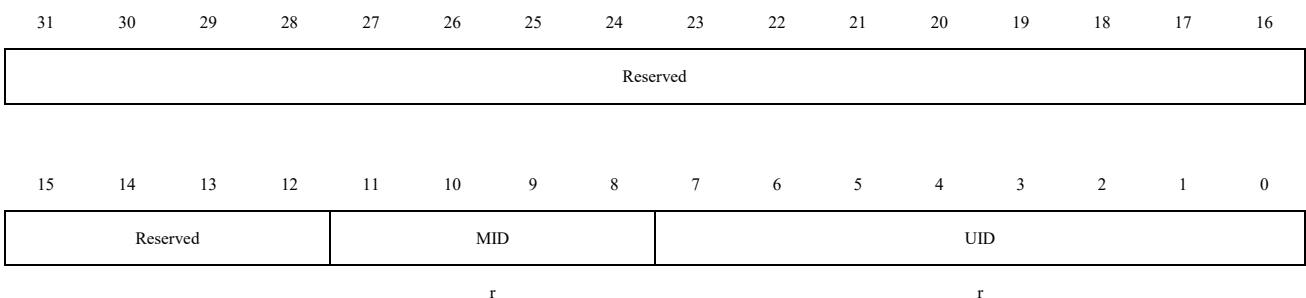 31 30 29 28 27 26 25 24 23 22 21 20 19 18 17 16
Reserved
15 14 13 12 11 10 9 8 7 6 5 4 3 2 1 0
Reserved MID UID
r r